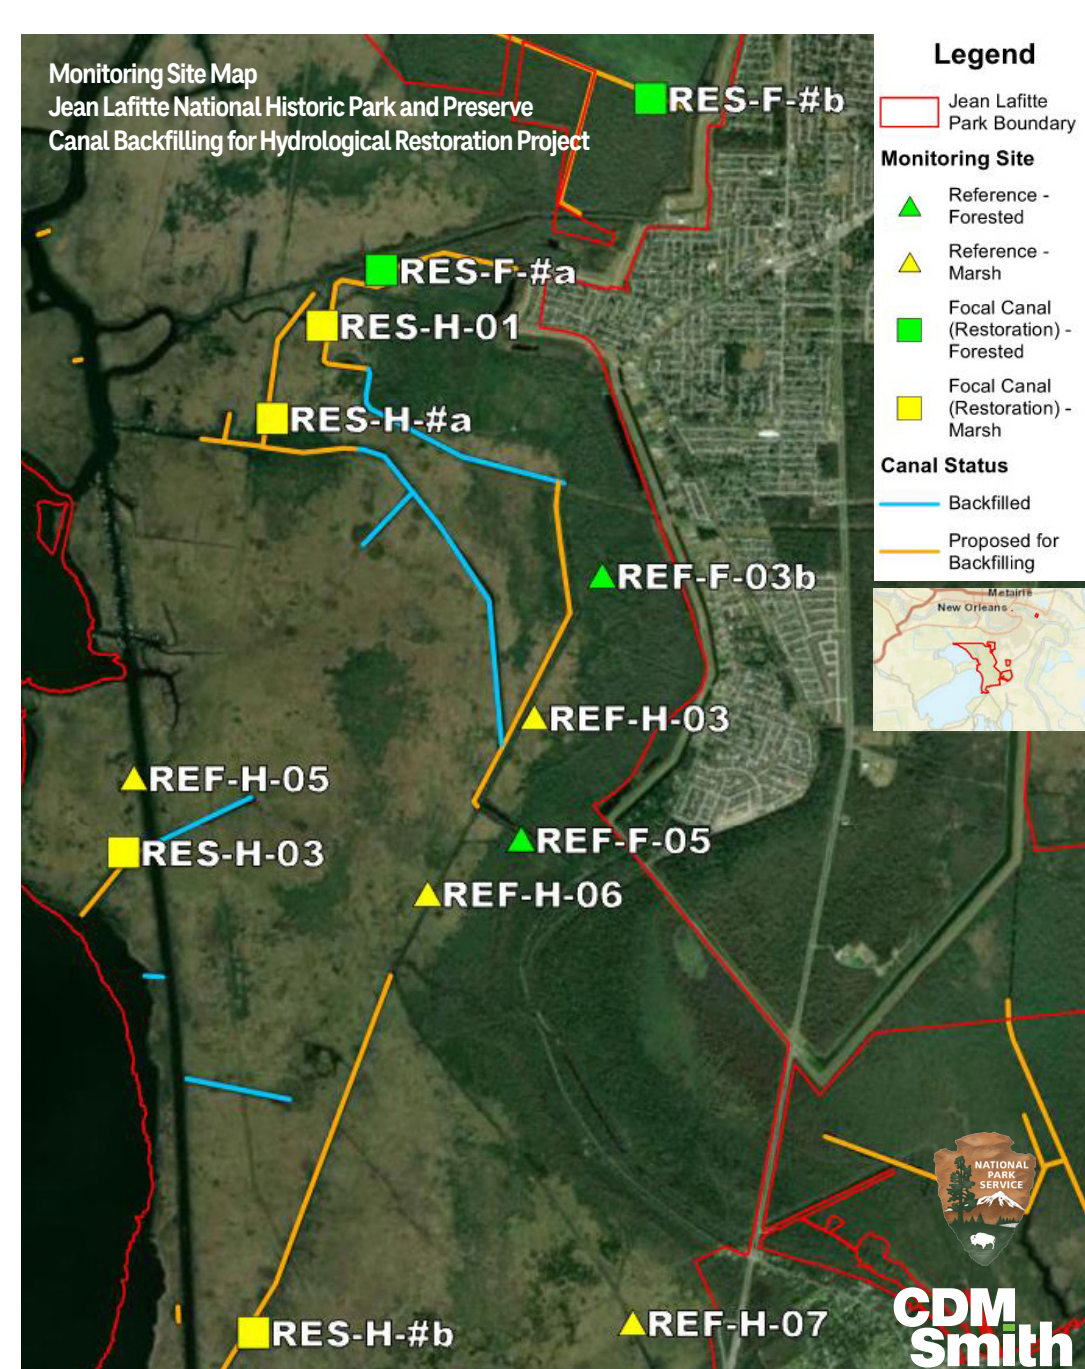 Monitoring Site Map
Jean Lafitte National Historic Park and Preserve
Canal Backfilling for Hydrological Restoration Project
RES-F-#b
RES-F-#a
RES-H-01
RES-H-#a
REF-F-03b
REF-H-03
REF-H-05
REF-F-05
RES-H-03
REF-H-06
RES-H-#b
REF-H-07
Legend
Jean Lafitte
Park Boundary
Monitoring Site
Reference -
Forested
Reference -
Marsh
Focal Canal
(Restoration) -
Forested
Focal Canal
(Restoration) -
Marsh
Canal Status
Backfilled
Proposed for
Backfilling
Metairie
New Orleans
NATIONAL
PARK
SERVICE
CDM
Smith